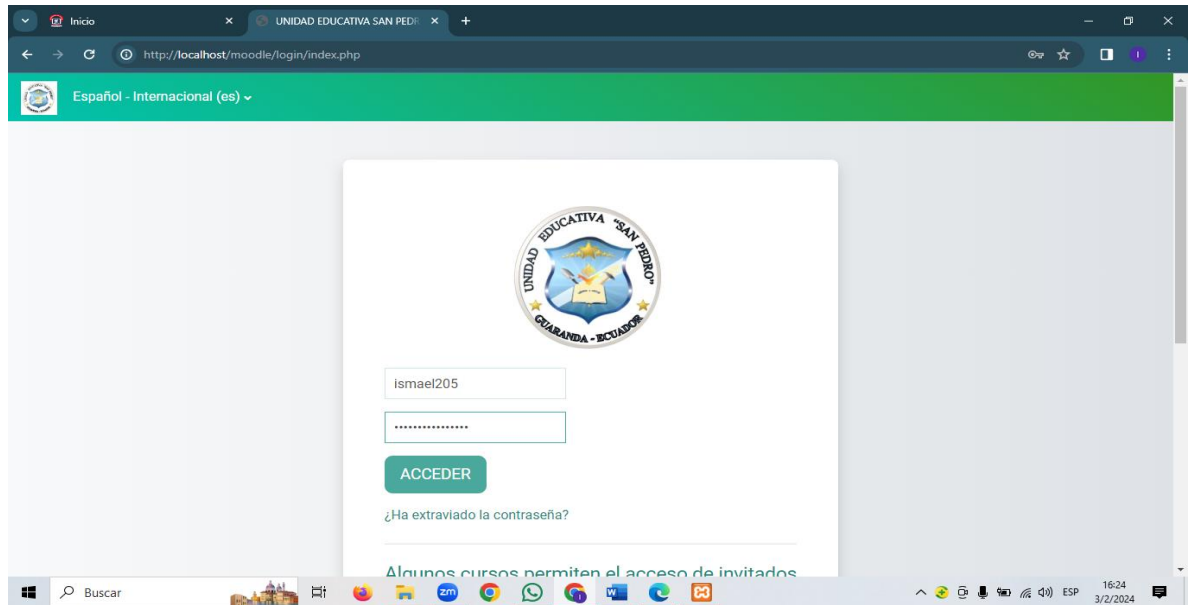 Inicio
UNIDAD EDUCATIVA SAN PEDR
http://localhost/moodle/login/index.php
I
Español - Internacional (es)
UNIDAD EDUCATIVA "SAN PEDRO"
GUARANDA - ECUADOR
ismael205
ACCEDER
¿Ha extraviado la contraseña?
Algunos cursos permiten el acceso de invitados
Buscar
zm
W
ESP
16:24
3/2/2024